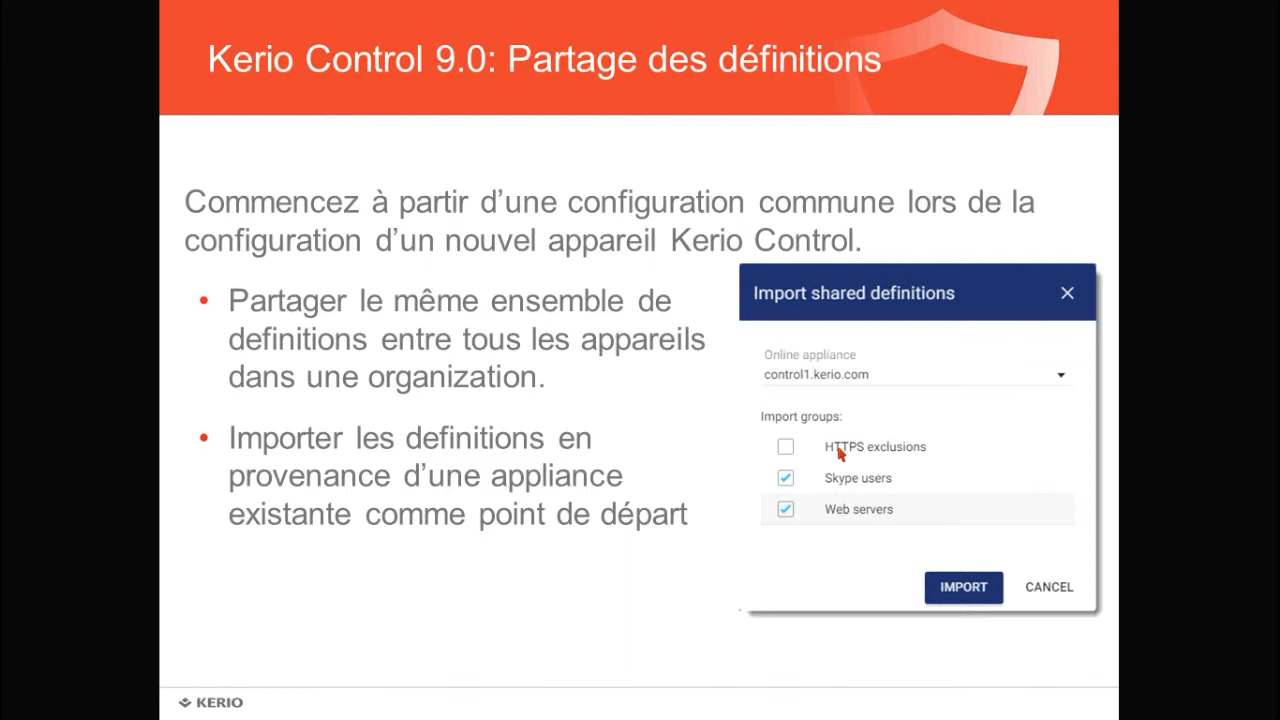 Kerio Control 9.0: Partage des définitions
Commencez à partir d’une configuration commune lors de la
configuration d’un nouvel appareil Kerio Control.
• Partager le même ensemble de
definitions entre tous les appareils
dans une organization.
• Importer les definitions en
provenance d’une appliance
existante comme point de départ
Import shared definitions
Online appliance
control1.kerio.com
Import groups:
HTTPS exclusions
Skype users
Web servers
IMPORT CANCEL
KERIO